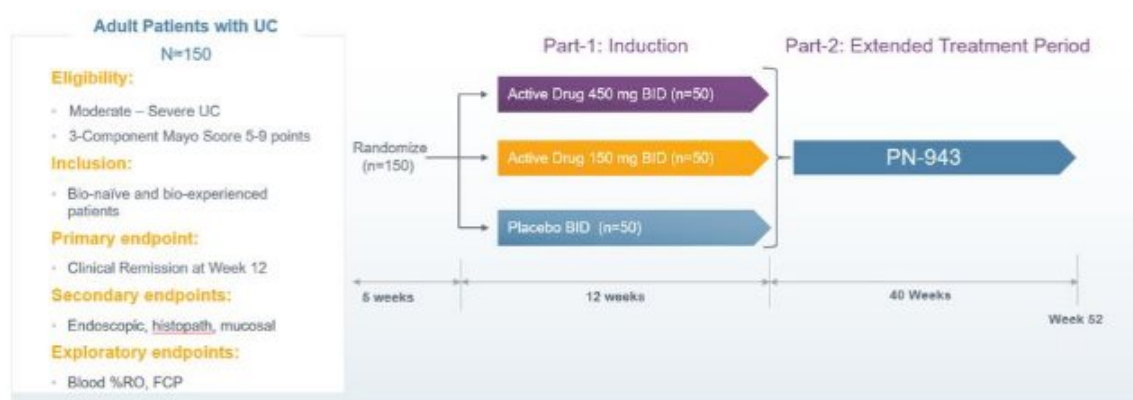 Adult Patients with UC
N=150
Eligibility:
Moderate – Severe UC
3-Component Mayo Score 5-9 points
Inclusion:
Bio-naïve and bio-experienced
patients
Primary endpoint:
Clinical Remission at Week 12
Secondary endpoints:
Endoscopic, histopath, mucosal
Exploratory endpoints:
Blood %RO, FCP
Randomize
(n=150)
Part-1: Induction
Part-2: Extended Treatment Period
Active Drug 450 mg BID (n=50)
Active Drug 150 mg BID (n=50)
Placebo BID (n=50)
PN-943
5 weeks
12 weeks
40 Weeks
Week 52